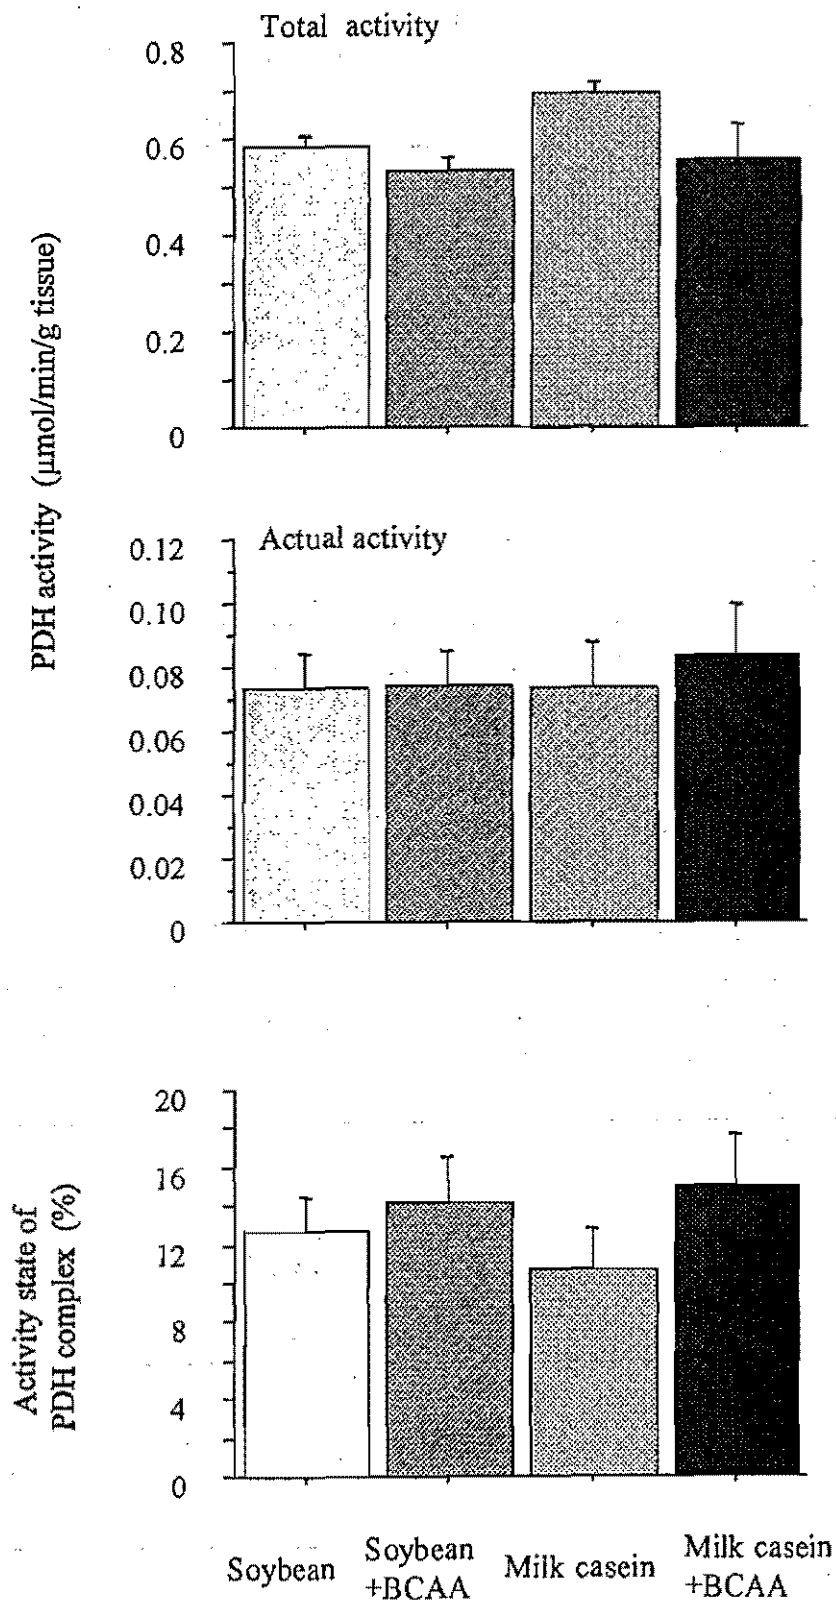 Total activity
0.8
0.6
0.4
0.2
0
PDH activity (µmol/min/g tissue)
Actual activity
0.12
0.10
0.08
0.06
0.04
0.02
0
20
16
12
8
4
0
Activity state of
PDH complex (%)
Soybean
Soybean
+BCAA
Milk casein
Milk casein
+BCAA